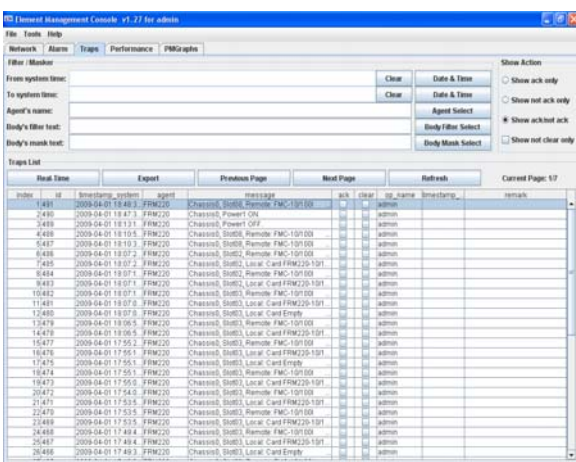 Element Management Console v1.27 for admin
File Tools Help
Network Alarm Traps Performance PMGraphs
Filter / Masker
Show Action
From system time: Clear Date & Time
Show ack only
To system time: Clear Date & Time
Show not ack only
Agent's name: Agent Select
Show ack/not ack
Body's filter text: Body Filter Select
Show not clear only
Body's mask text: Body Mask Select
Traps List
Real-Time Export Previous Page Next Page Refresh Current Page: 1/7
index id timestamp_system agent message ack clear op_name timestamp_... remark
1 491 2009-04-01 18:48:3... FRM220 Chassis0, Slot08, Remote: FMC-10/100I admin
2 490 2009-04-01 18:47:3... FRM220 Chassis0, Power1 ON admin
3 489 2009-04-01 18:13:1... FRM220 Chassis0, Power1 OFF admin
4 488 2009-04-01 18:10:5... FRM220 Chassis0, Slot08, Remote: FMC-10/100I admin
5 487 2009-04-01 18:10:3... FRM220 Chassis0, Slot03, Remote: FMC-10/100I admin
6 486 2009-04-01 18:07:2... FRM220 Chassis0, Slot02, Remote: FMC-10/100I admin
7 485 2009-04-01 18:07:2... FRM220 Chassis0, Slot02, Local: Card FRM220-10/1... admin
8 484 2009-04-01 18:07:1... FRM220 Chassis0, Slot01, Remote: FMC-10/100I admin
9 483 2009-04-01 18:07:1... FRM220 Chassis0, Slot02, Local: Card FRM220-10/1... admin
10 482 2009-04-01 18:07:1... FRM220 Chassis0, Slot03, Remote: FMC-10/100I admin
11 481 2009-04-01 18:07:0... FRM220 Chassis0, Slot03, Local: Card FRM220-10/1... admin
12 480 2009-04-01 18:07:0... FRM220 Chassis0, Slot03, Local: Card Empty admin
13 479 2009-04-01 18:06:5... FRM220 Chassis0, Slot03, Remote: FMC-10/100I admin
14 478 2009-04-01 18:06:5... FRM220 Chassis0, Slot03, Local: Card FRM220-10/1... admin
15 477 2009-04-01 17:55:2... FRM220 Chassis0, Slot03, Remote: FMC-10/100I admin
16 476 2009-04-01 17:55:1... FRM220 Chassis0, Slot03, Local: Card FRM220-10/1... admin
17 475 2009-04-01 17:55:1... FRM220 Chassis0, Slot03, Local: Card Empty admin
18 474 2009-04-01 17:55:1... FRM220 Chassis0, Slot03, Remote: FMC-10/100I admin
19 473 2009-04-01 17:55:0... FRM220 Chassis0, Slot03, Local: Card FRM220-10/1... admin
20 472 2009-04-01 17:54:0... FRM220 Chassis0, Slot03, Remote: FMC-10/100I admin
21 471 2009-04-01 17:53:5... FRM220 Chassis0, Slot03, Local: Card FRM220-10/1... admin
22 470 2009-04-01 17:53:5... FRM220 Chassis0, Slot03, Remote: FMC-10/100I admin
23 469 2009-04-01 17:53:5... FRM220 Chassis0, Slot03, Local: Card FRM220-10/1... admin
24 468 2009-04-01 17:49:4... FRM220 Chassis0, Slot03, Remote: FMC-10/100I admin
25 467 2009-04-01 17:49:4... FRM220 Chassis0, Slot03, Local: Card FRM220-10/1... admin
26 466 2009-04-01 17:49:3... FRM220 Chassis0, Slot03, Local: Card Empty admin